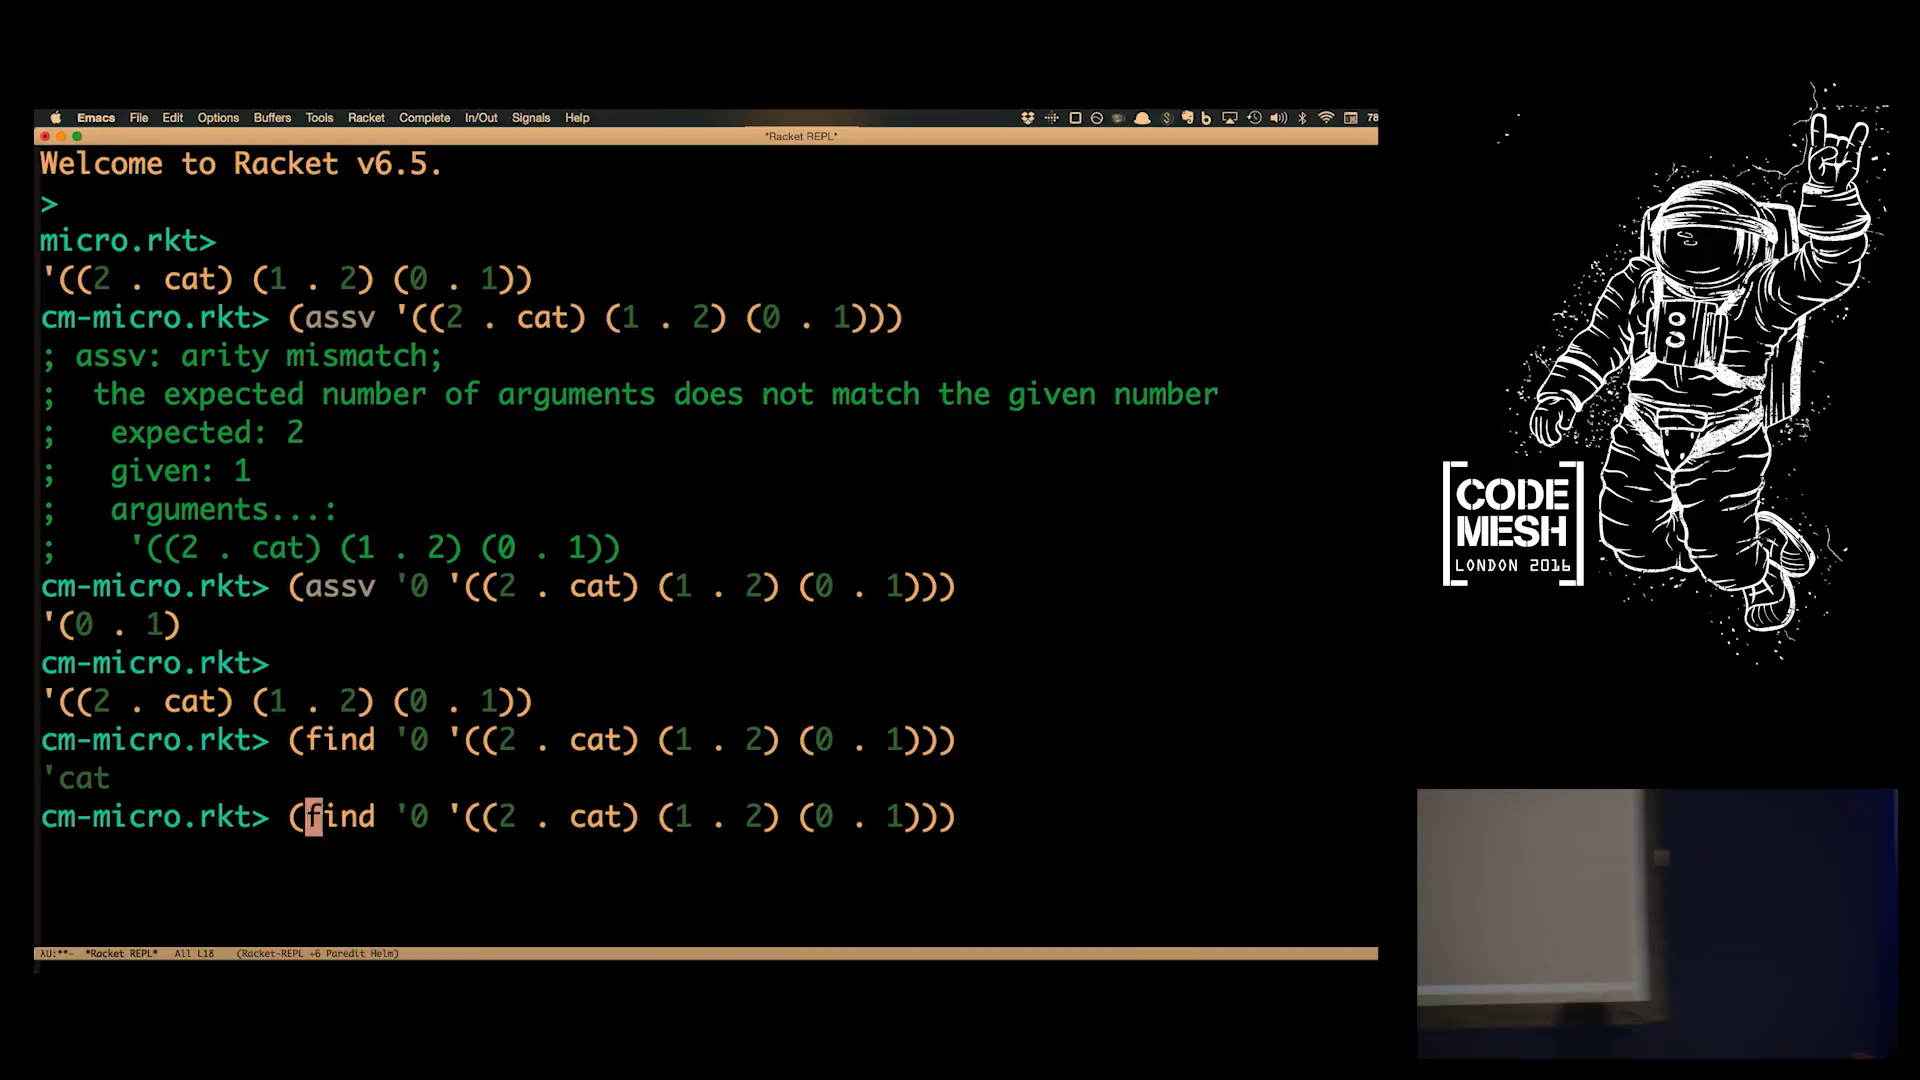 Emacs File Edit Options Buffers Tools Racket Complete In/Out Signals Help 78
*Racket REPL*
Welcome to Racket v6.5.
>
micro.rkt>
'((2 . cat) (1 . 2) (0 . 1))
cm-micro.rkt> (assv '((2 . cat) (1 . 2) (0 . 1)))
; assv: arity mismatch;
;  the expected number of arguments does not match the given number
;   expected: 2
;   given: 1
;   arguments...:
;    '((2 . cat) (1 . 2) (0 . 1))
cm-micro.rkt> (assv '0 '((2 . cat) (1 . 2) (0 . 1)))
'(0 . 1)
cm-micro.rkt>
'((2 . cat) (1 . 2) (0 . 1))
cm-micro.rkt> (find '0 '((2 . cat) (1 . 2) (0 . 1)))
'cat
cm-micro.rkt> (find '0 '((2 . cat) (1 . 2) (0 . 1)))
λU:**- *Racket REPL* All L18 (Racket-REPL +6 Paredit Helm)
CODE
MESH
LONDON 2016